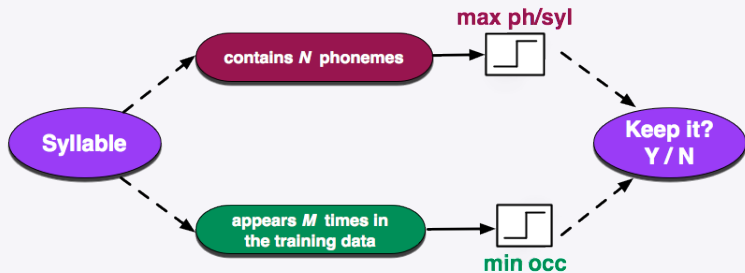 max ph/syl
contains N phonemes
Syllable
Keep it?
Y / N
appears M times in
the training data
min occ